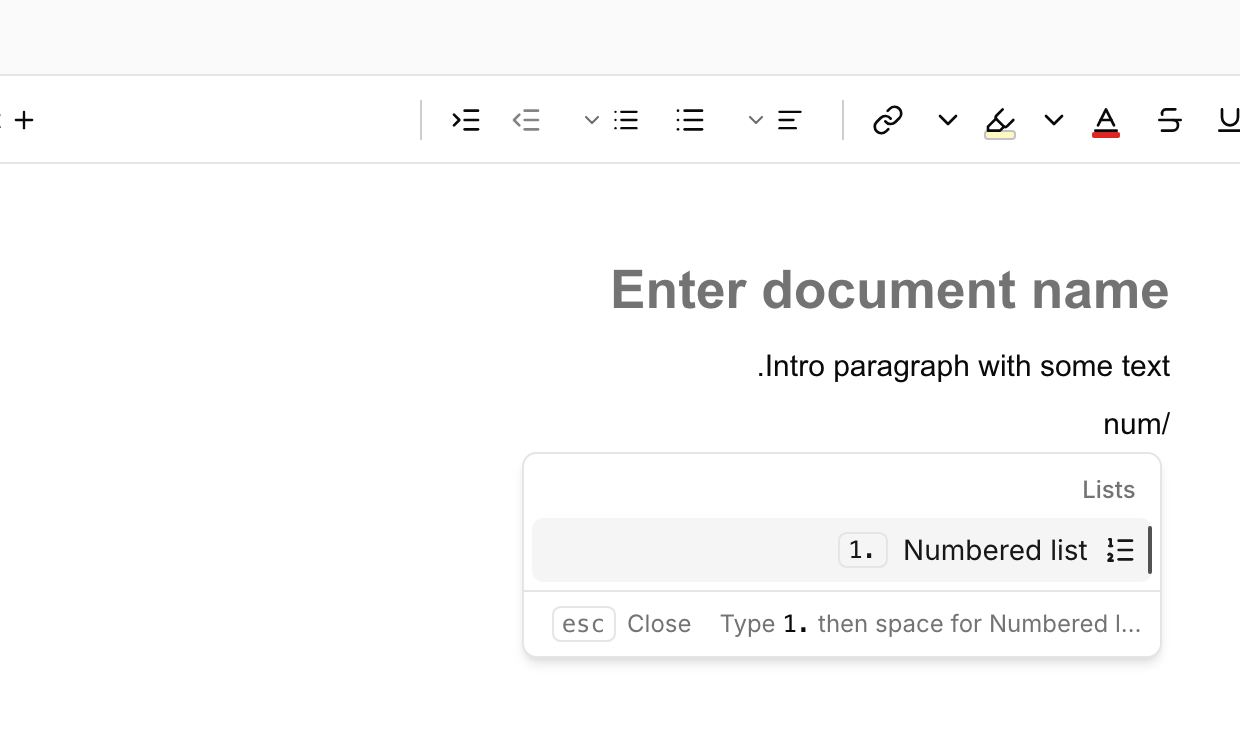 Enter document name
.Intro paragraph with some text
num/
Lists
1. Numbered list
esc Close Type 1. then space for Numbered l...